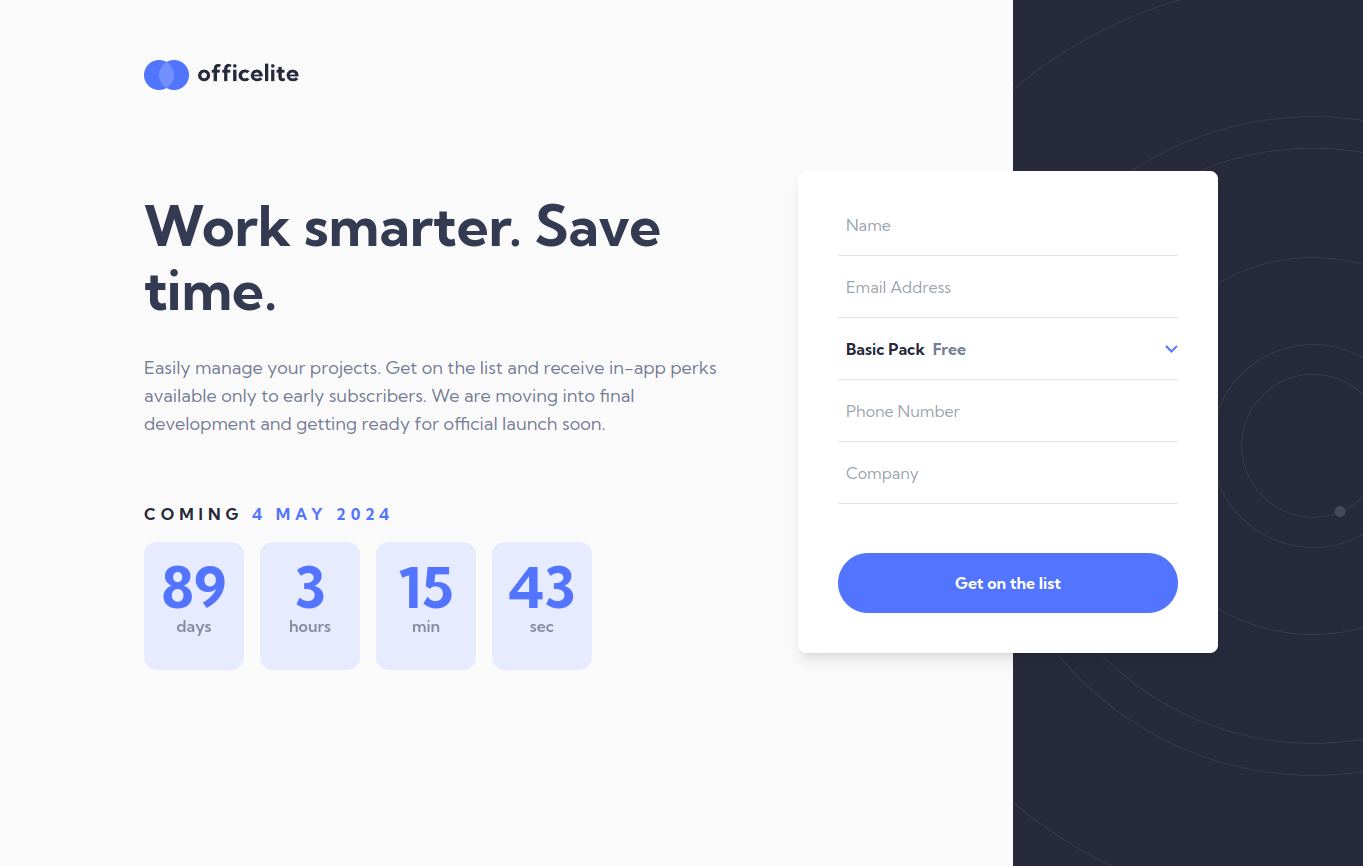 officelite
Work smarter. Save
time.
Easily manage your projects. Get on the list and receive in-app perks
available only to early subscribers. We are moving into final
development and getting ready for official launch soon.
COMING 4 MAY 2024
89 3 15 43
days hours min sec
Name
Email Address
Basic Pack Free
Phone Number
Company
Get on the list